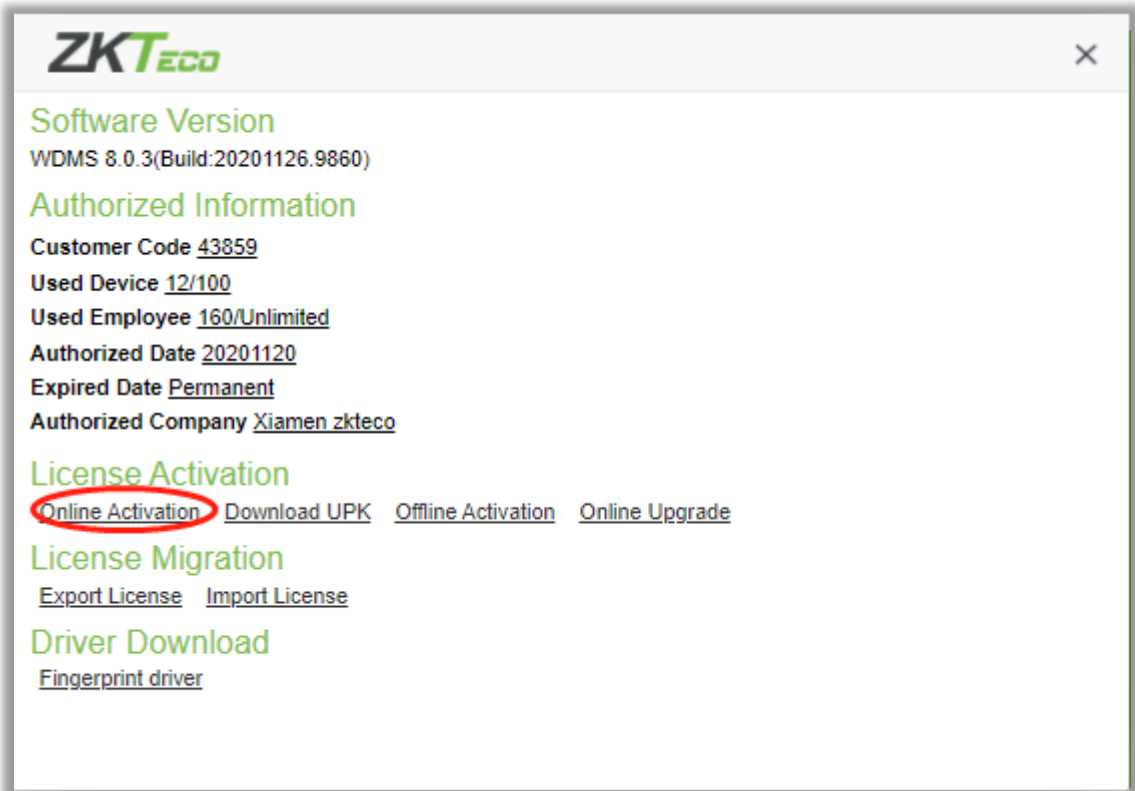 ZKTECO
Software Version
WDMS 8.0.3(Build:20201126.9860)
Authorized Information
Customer Code 43859
Used Device 12/100
Used Employee 160/Unlimited
Authorized Date 20201120
Expired Date Permanent
Authorized Company Xiamen zkteco
License Activation
Online Activation Download UPK Offline Activation Online Upgrade
License Migration
Export License Import License
Driver Download
Fingerprint driver